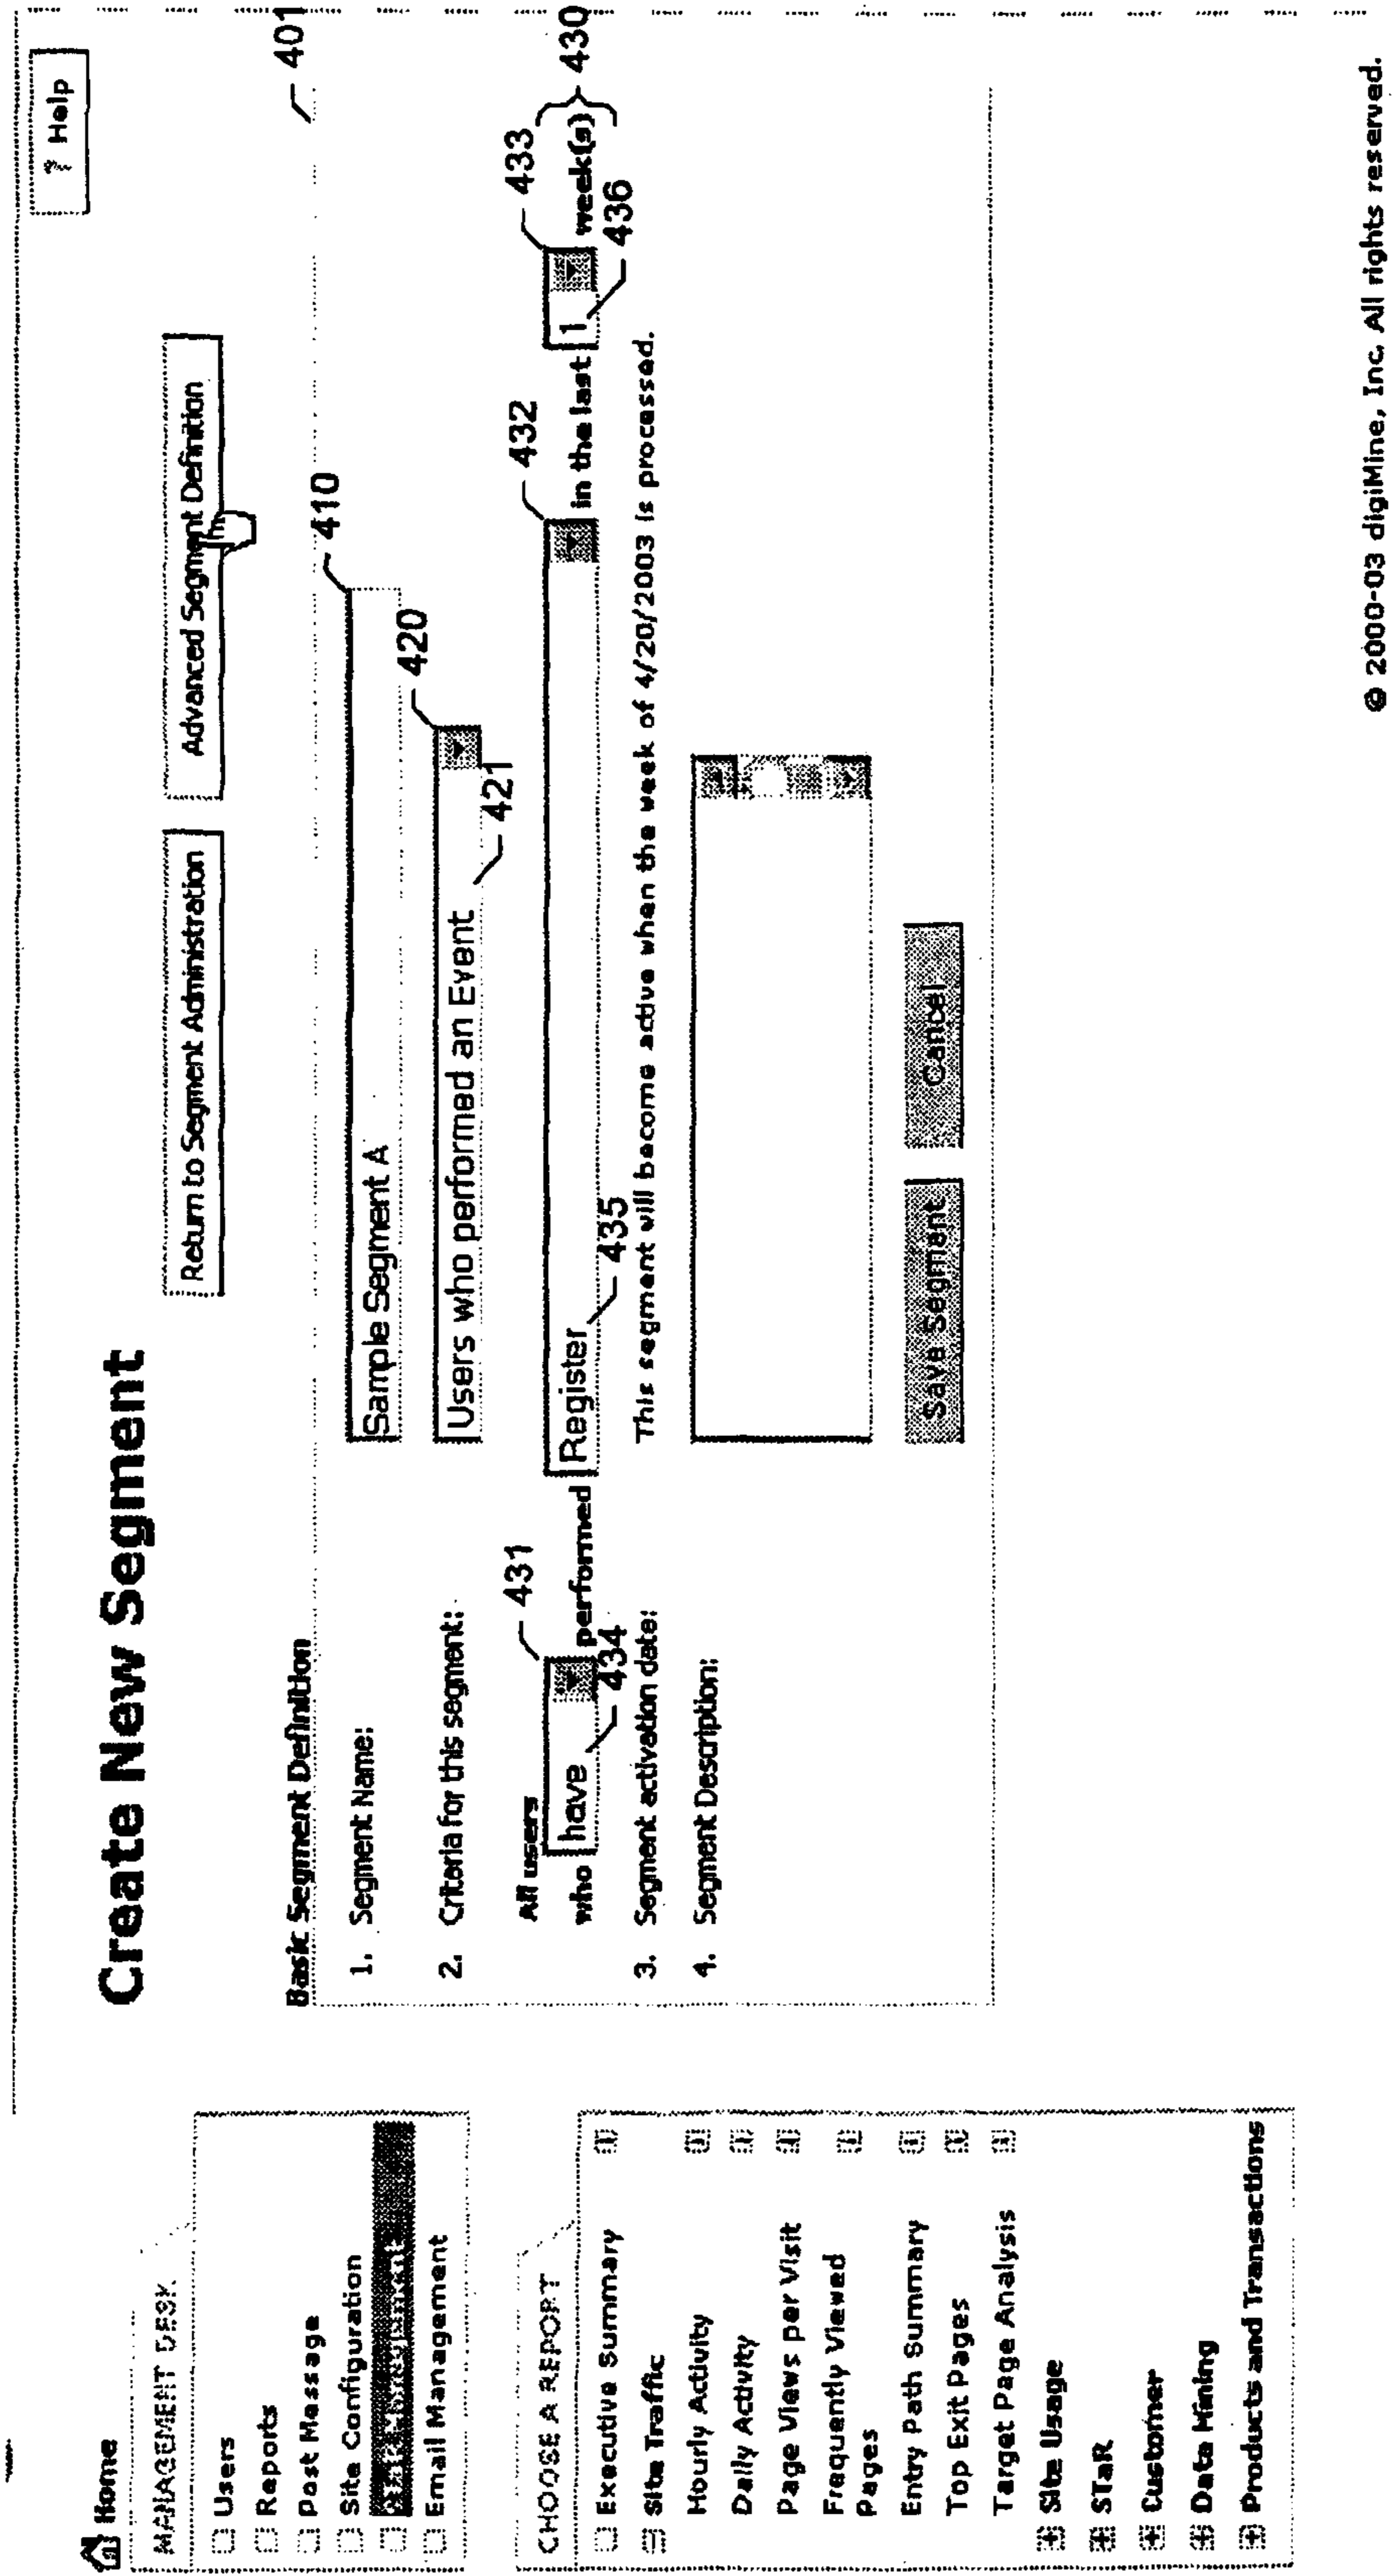 ? Help
401
Create New Segment
Return to Segment Administration
Advanced Segment Definition
Basic Segment Definition
410
1. Segment Name:
Sample Segment A
420
2. Criteria for this segment:
Users who performed an Event
421
431
432
433
430
All users
who have performed Register in the last 1 week(s)
434
435
436
3. Segment activation date:
This segment will become active when the week of 4/20/2003 is processed.
4. Segment Description:
Save Segment
Cancel
Home
MANAGEMENT DESK
Users
Reports
Post Message
Site Configuration
Email Management
CHOOSE A REPORT
Executive Summary
Site Traffic
Hourly Activity
Daily Activity
Page Views per Visit
Frequently Viewed
Pages
Entry Path Summary
Top Exit Pages
Target Page Analysis
Site Usage
STaR
Customer
Data Mining
Products and Transactions
© 2000-03 digiMine, Inc. All rights reserved.